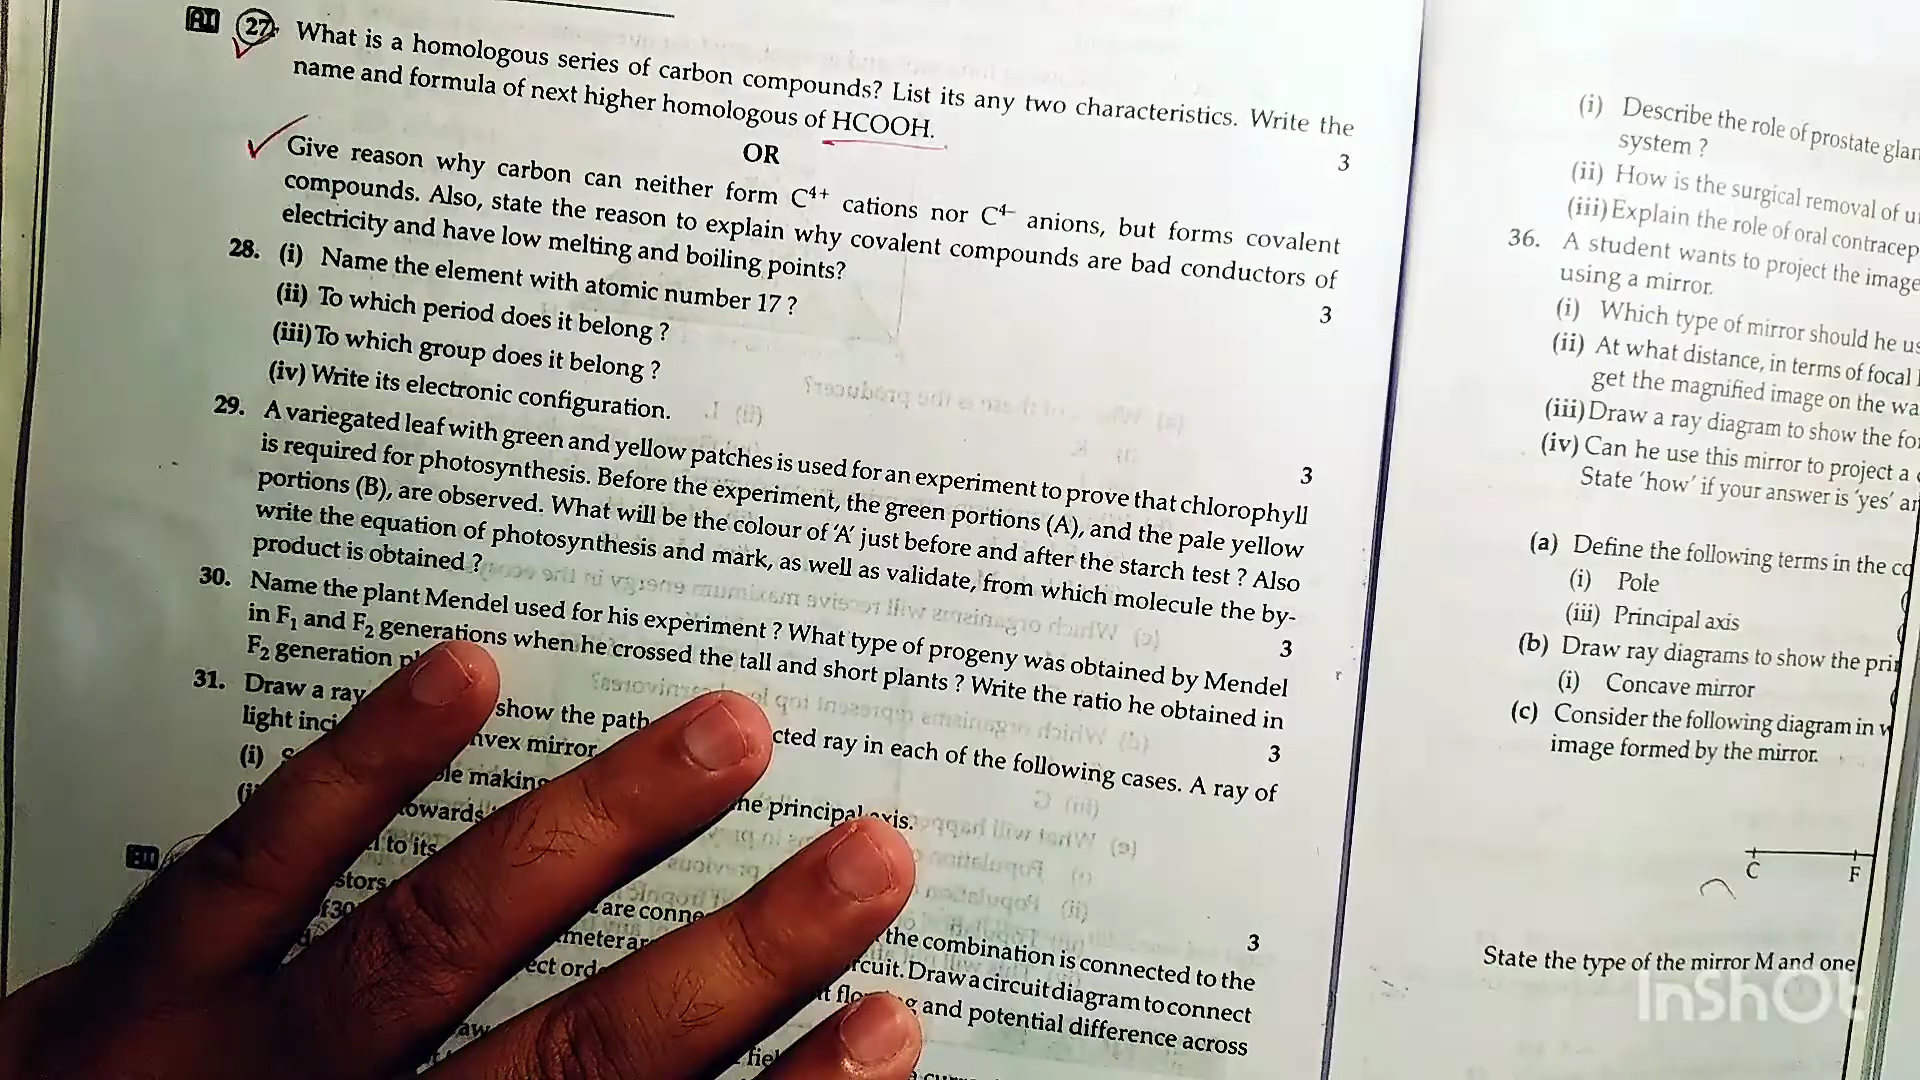 AI 27. What is a homologous series of carbon compounds? List its any two characteristics. Write the
name and formula of next higher homologous of HCOOH.
3
OR
Give reason why carbon can neither form C⁴⁺ cations nor C⁴⁻ anions, but forms covalent
compounds. Also, state the reason to explain why covalent compounds are bad conductors of
electricity and have low melting and boiling points?
3
28. (i) Name the element with atomic number 17 ?
(ii) To which period does it belong ?
(iii) To which group does it belong ?
(iv) Write its electronic configuration.
3
29. A variegated leaf with green and yellow patches is used for an experiment to prove that chlorophyll
is required for photosynthesis. Before the experiment, the green portions (A), and the pale yellow
portions (B), are observed. What will be the colour of 'A' just before and after the starch test ? Also
write the equation of photosynthesis and mark, as well as validate, from which molecule the by-
product is obtained ?
3
30. Name the plant Mendel used for his experiment ? What type of progeny was obtained by Mendel
in F₁ and F₂ generations when he crossed the tall and short plants ? Write the ratio he obtained in
F₂ generation
3
31. Draw a ray show the path cted ray in each of the following cases. A ray of
light inci nvex mirror
(i) making he principal axis.
towards
to its
3
stors are conne the combination is connected to the
meter ar rcuit. Draw a circuit diagram to connect
ect ord and potential difference across
(i) Describe the role of prostate glan
system ?
(ii) How is the surgical removal of u
(iii) Explain the role of oral contracep
36. A student wants to project the image
using a mirror.
(i) Which type of mirror should he us
(ii) At what distance, in terms of focal
get the magnified image on the wa
(iii) Draw a ray diagram to show the fo
(iv) Can he use this mirror to project a
State 'how' if your answer is 'yes' an
(a) Define the following terms in the co
(i) Pole
(iii) Principal axis
(b) Draw ray diagrams to show the pri
(i) Concave mirror
(c) Consider the following diagram in w
image formed by the mirror.
C F
State the type of the mirror M and one
InShOt